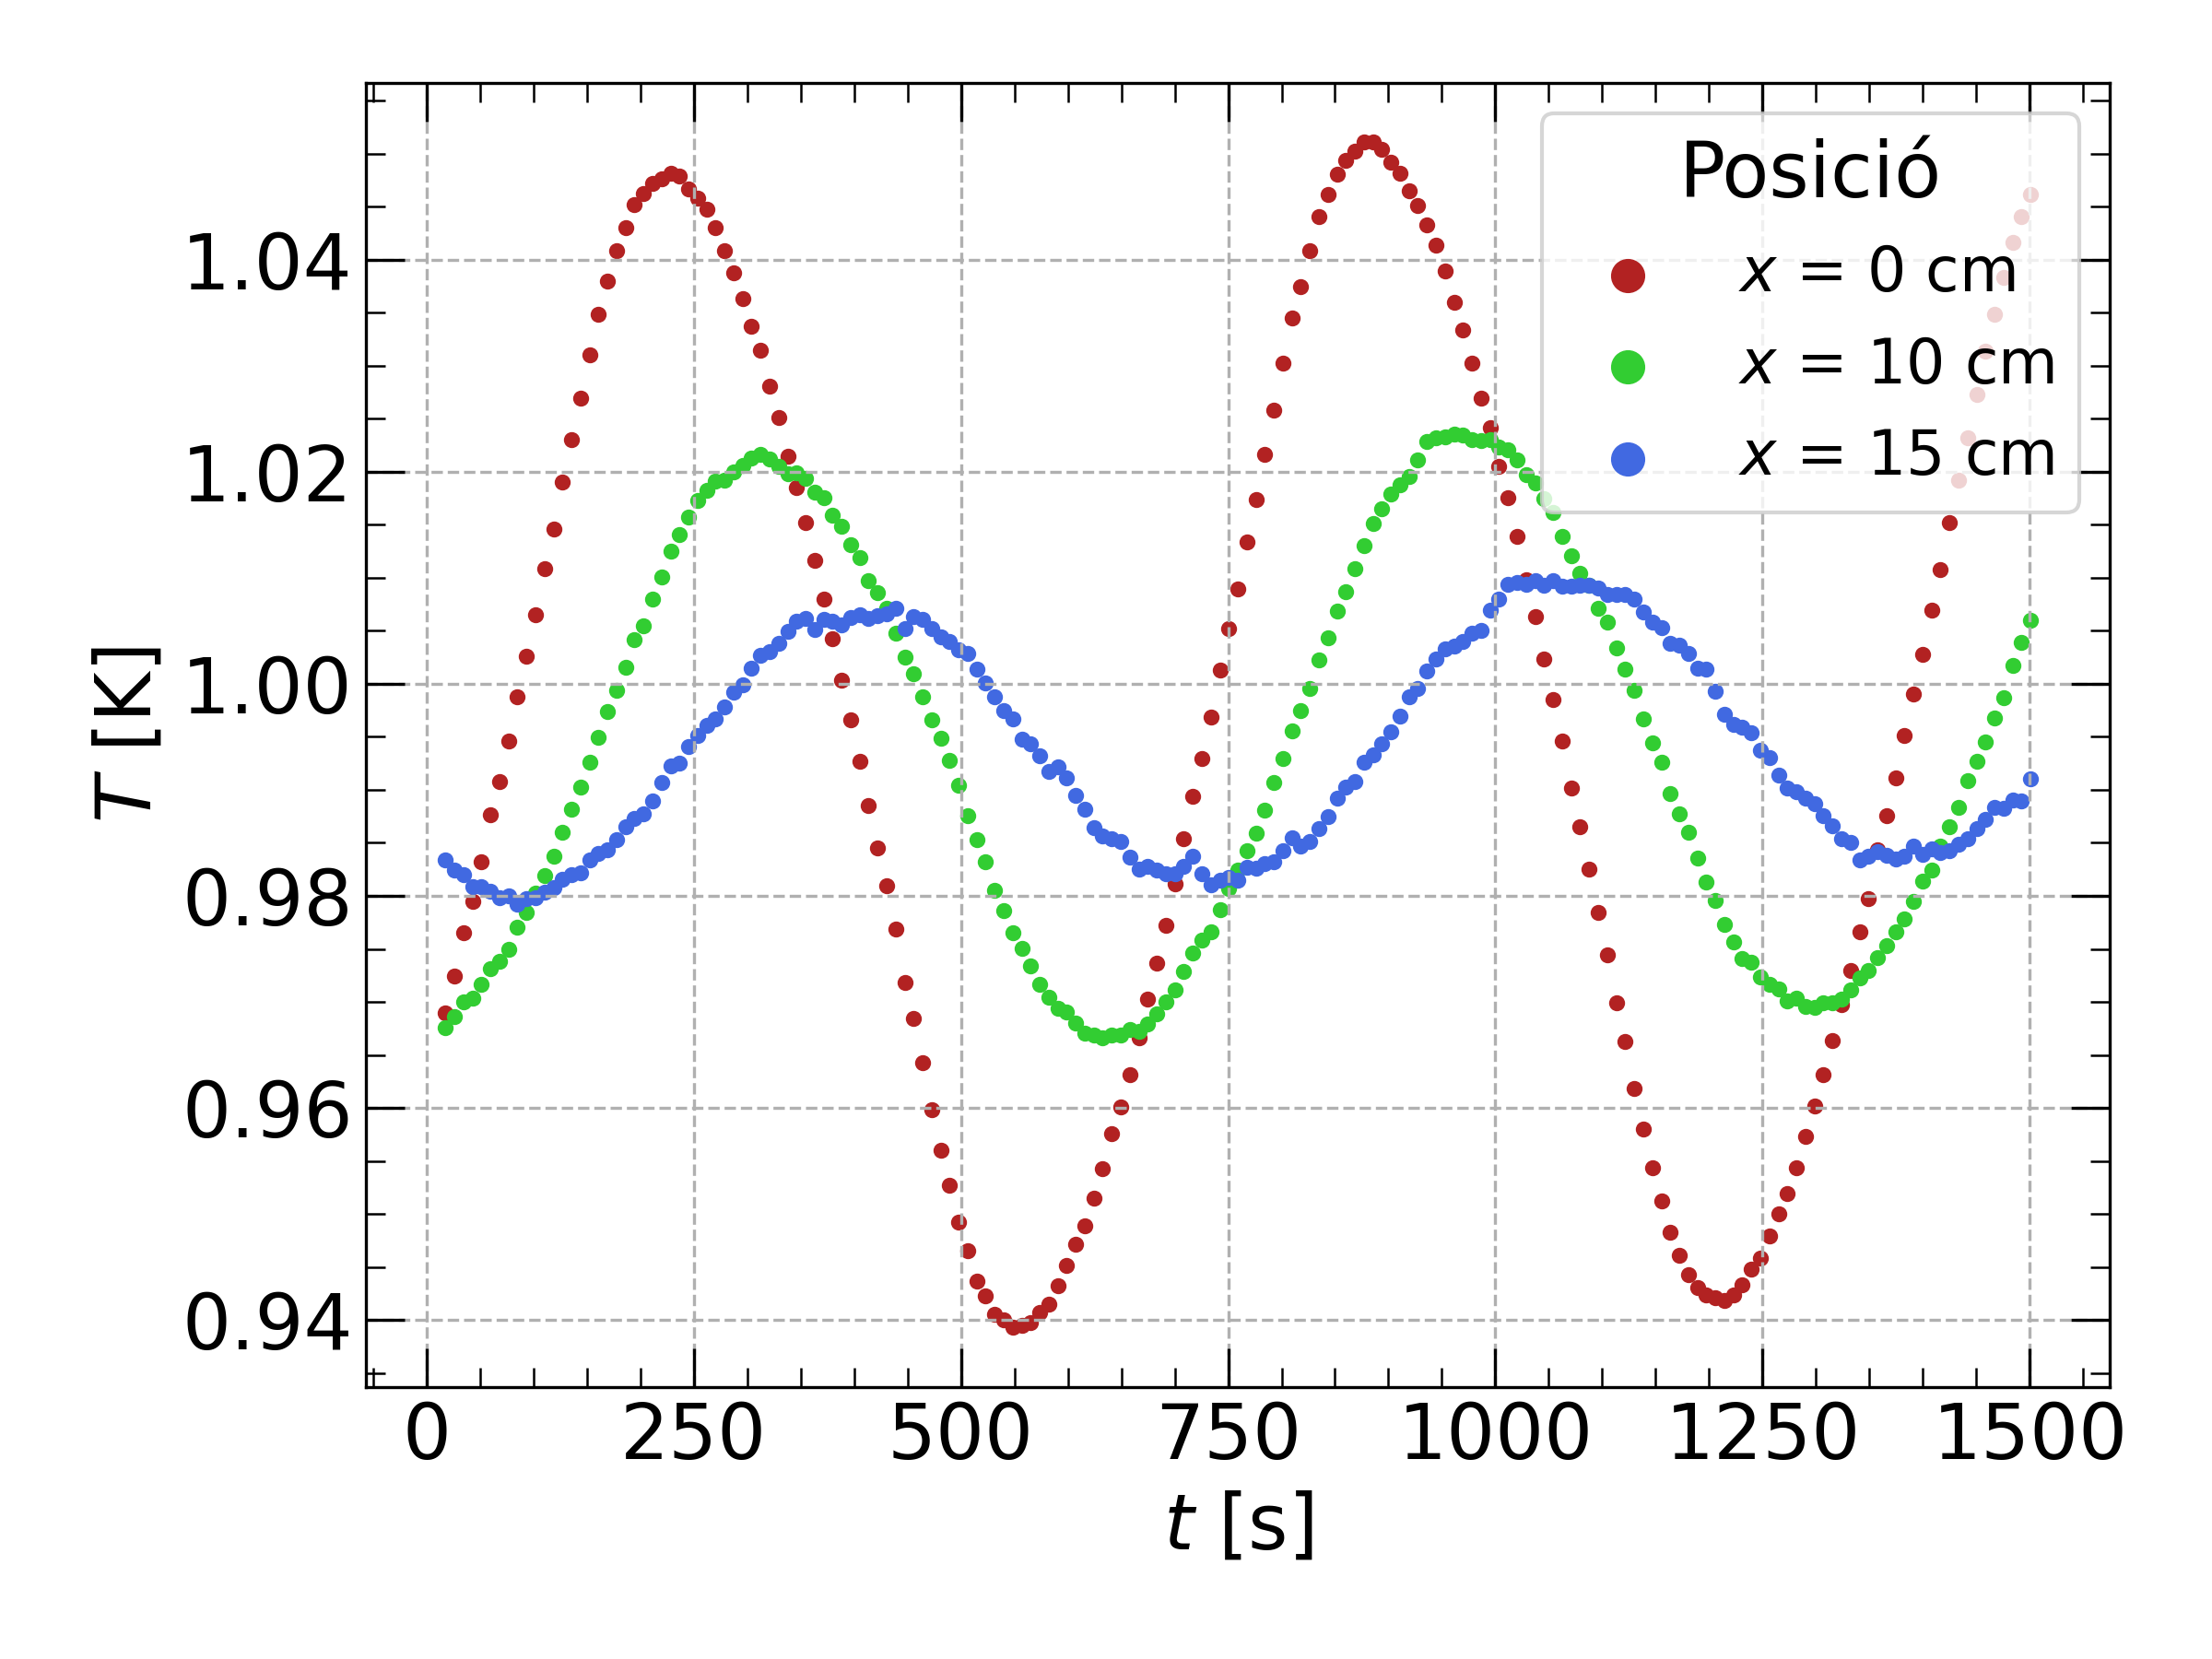 Posició
x = 0 cm
x = 10 cm
x = 15 cm
1.04
1.02
1.00
0.98
0.96
0.94
T [K]
0 250 500 750 1000 1250 1500
t [s]